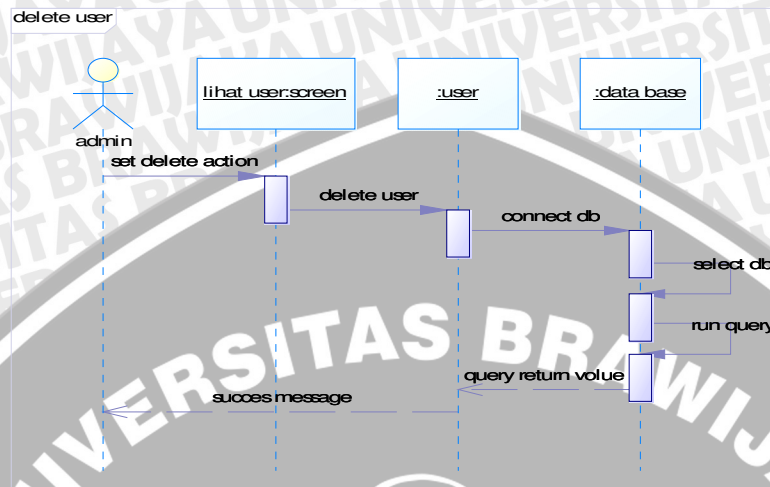 delete user
lihat user:screen
:user
:data base
admin
set delete action
delete user
connect db
select db
run query
query return volue
succes message
UNIVERSITAS BRAWIJ